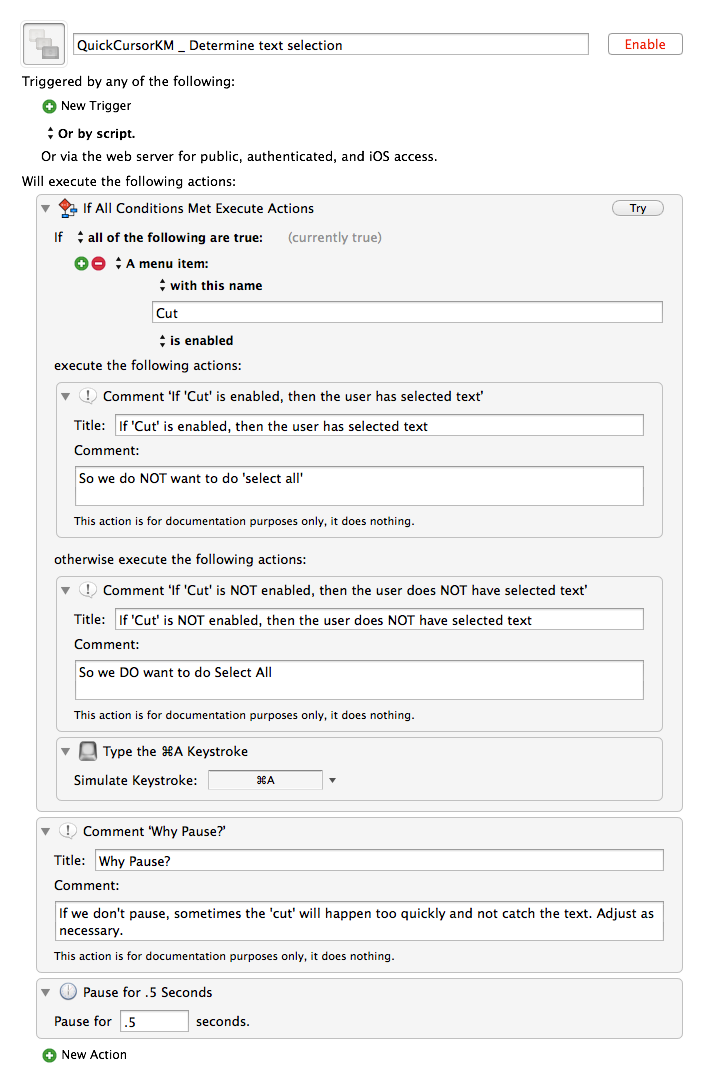 QuickCursorKM _ Determine text selection
Enable
Triggered by any of the following:
New Trigger
Or by script.
Or via the web server for public, authenticated, and iOS access.
Will execute the following actions:
If All Conditions Met Execute Actions
Try
If all of the following are true: (currently true)
A menu item:
with this name
Cut
is enabled
execute the following actions:
Comment ‘If 'Cut' is enabled, then the user has selected text’
Title: If 'Cut' is enabled, then the user has selected text
Comment:
So we do NOT want to do 'select all'
This action is for documentation purposes only, it does nothing.
otherwise execute the following actions:
Comment ‘If 'Cut' is NOT enabled, then the user does NOT have selected text’
Title: If 'Cut' is NOT enabled, then the user does NOT have selected text
Comment:
So we DO want to do Select All
This action is for documentation purposes only, it does nothing.
Type the ⌘A Keystroke
Simulate Keystroke: ⌘A
Comment ‘Why Pause?’
Title: Why Pause?
Comment:
If we don't pause, sometimes the 'cut' will happen too quickly and not catch the text. Adjust as
necessary.
This action is for documentation purposes only, it does nothing.
Pause for .5 Seconds
Pause for .5 seconds.
New Action